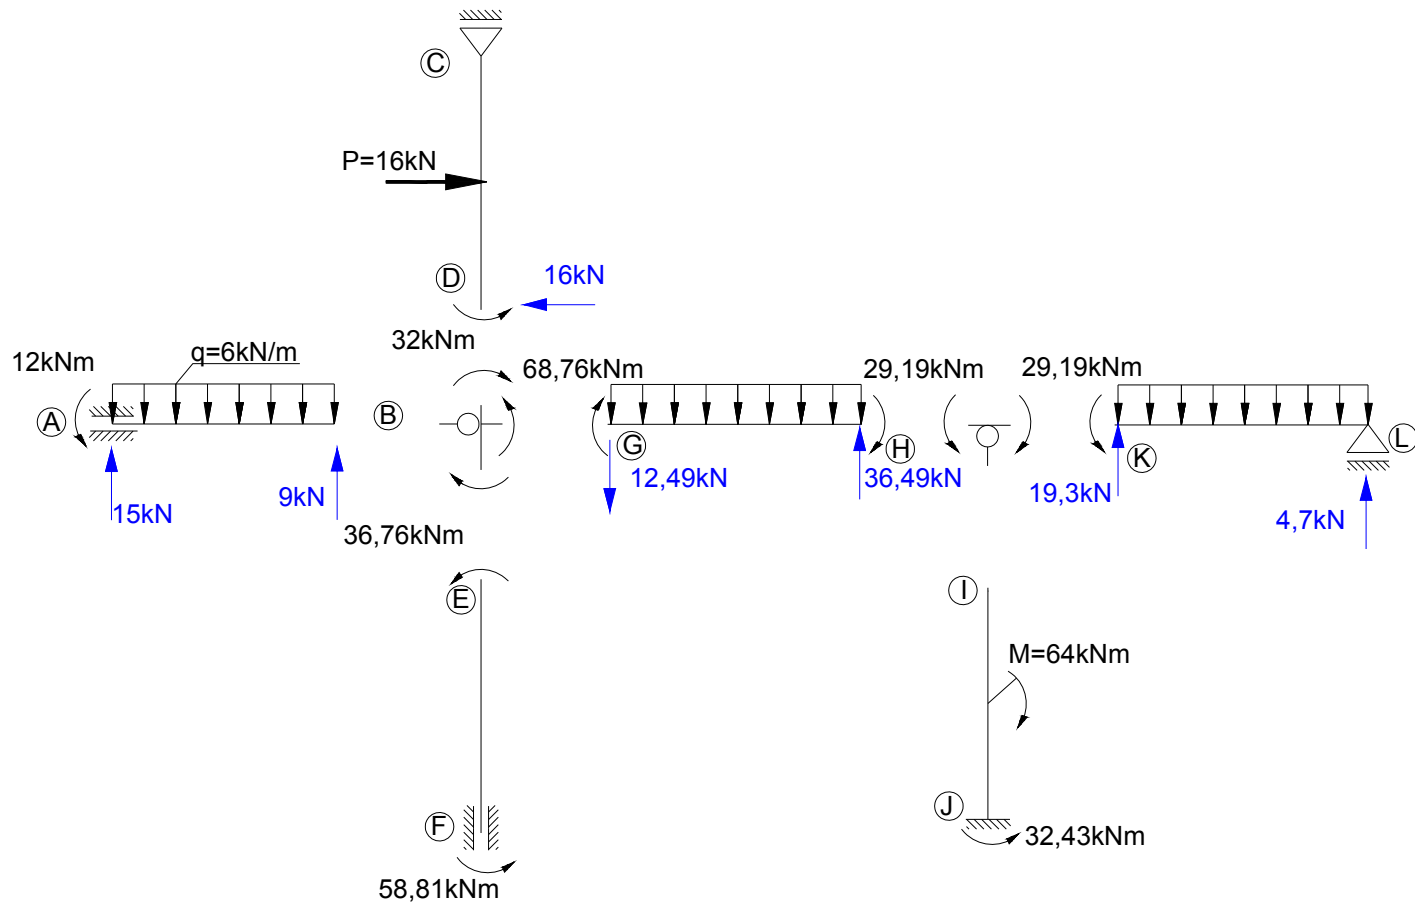 C
P=16kN
D
16kN
32kNm
12kNm
q=6kN/m
68,76kNm
29,19kNm
29,19kNm
A
B
G
H
K
L
15kN
9kN
12,49kN
36,49kN
19,3kN
4,7kN
36,76kNm
E
I
M=64kNm
F
J
32,43kNm
58,81kNm